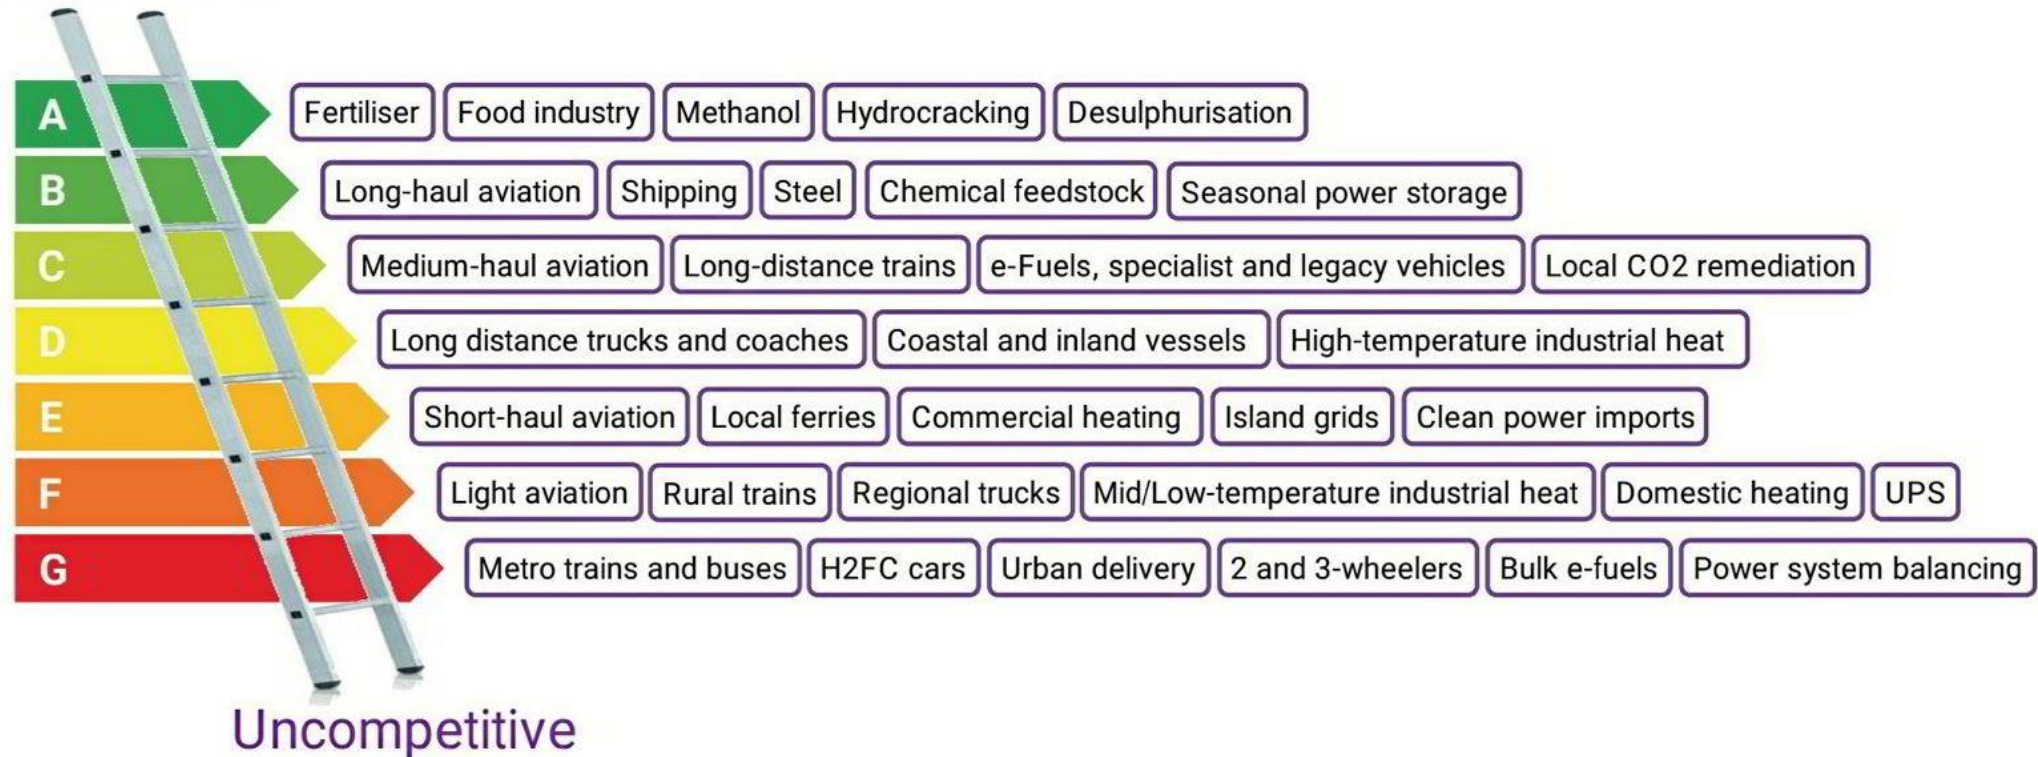 A Fertiliser Food industry Methanol Hydrocracking Desulphurisation
B Long-haul aviation Shipping Steel Chemical feedstock Seasonal power storage
C Medium-haul aviation Long-distance trains e-Fuels, specialist and legacy vehicles Local CO2 remediation
D Long distance trucks and coaches Coastal and inland vessels High-temperature industrial heat
E Short-haul aviation Local ferries Commercial heating Island grids Clean power imports
F Light aviation Rural trains Regional trucks Mid/Low-temperature industrial heat Domestic heating UPS
G Metro trains and buses H2FC cars Urban delivery 2 and 3-wheelers Bulk e-fuels Power system balancing
Uncompetitive